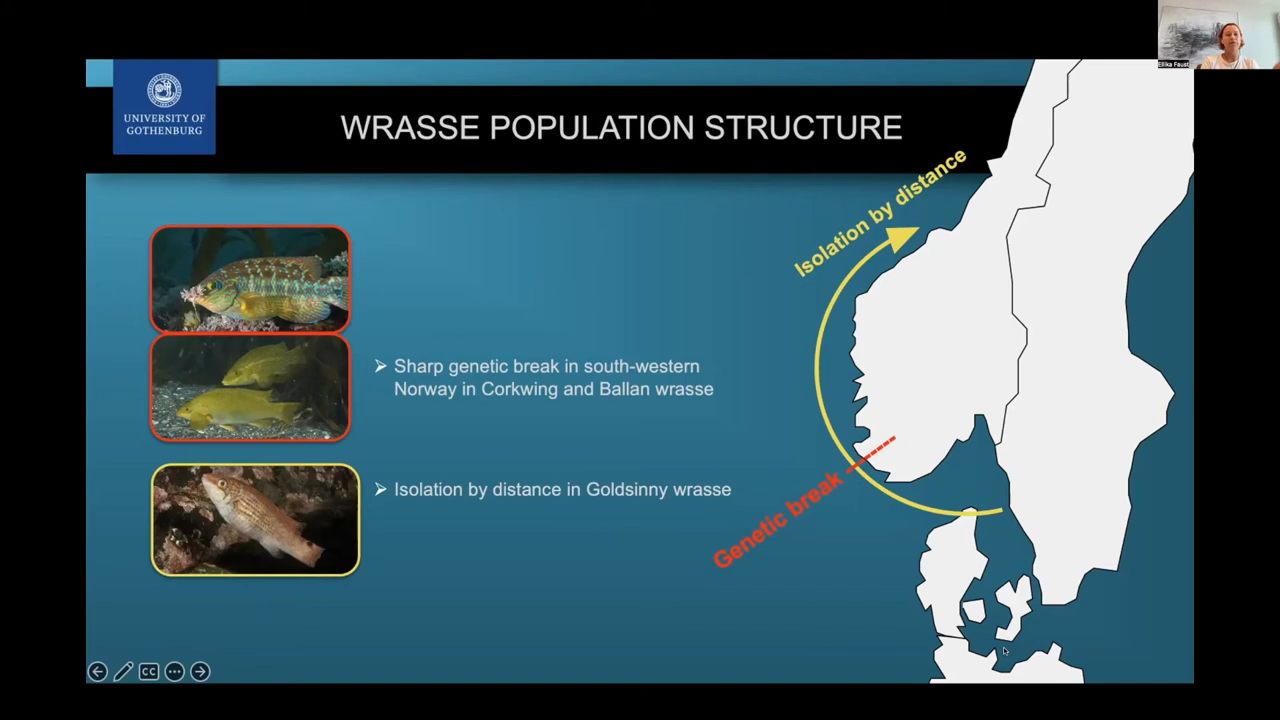 Ellika Faust
UNIVERSITY OF
GOTHENBURG
WRASSE POPULATION STRUCTURE
Isolation by distance
➢ Sharp genetic break in south-western
Norway in Corkwing and Ballan wrasse
➢ Isolation by distance in Goldsinny wrasse
Genetic break
CC